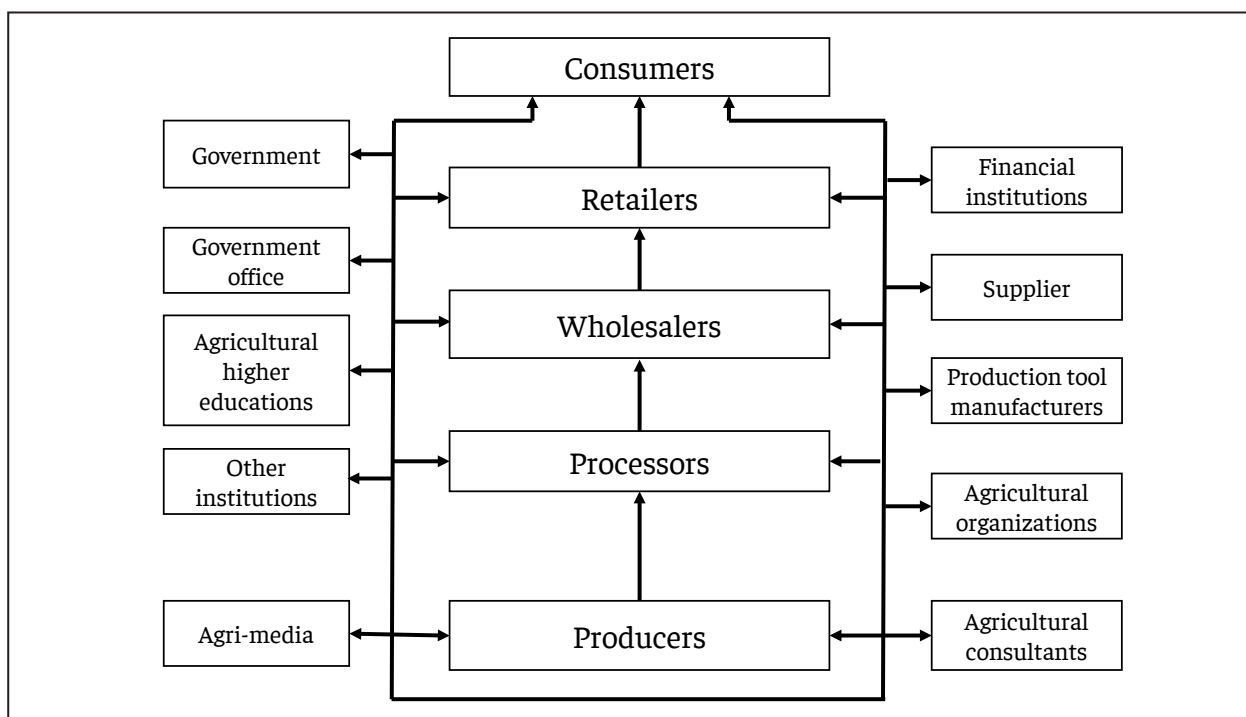 Consumers
Government
Financial
institutions
Retailers
Government
office
Supplier
Wholesalers
Agricultural
higher
educations
Production tool
manufacturers
Processors
Other
institutions
Agricultural
organizations
Agri-media
Producers
Agricultural
consultants